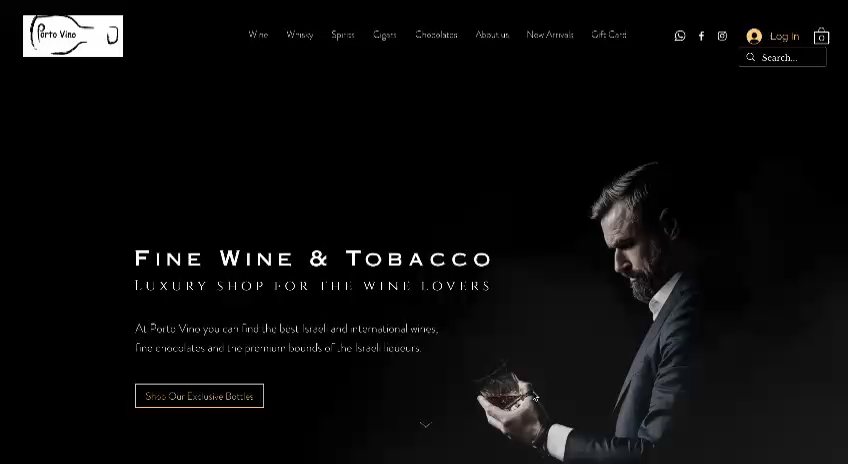 Porto Vino
Wine Whisky Spirits Cigars Chocolates About us New Arrivals Gift Card
Log In
0
Search...
FINE WINE & TOBACCO
LUXURY SHOP FOR THE WINE LOVERS
At Porto Vino you can find the best Israeli and international wines,
fine chocolates and the premium bounds of the Israeli liqueurs.
Shop Our Exclusive Bottles